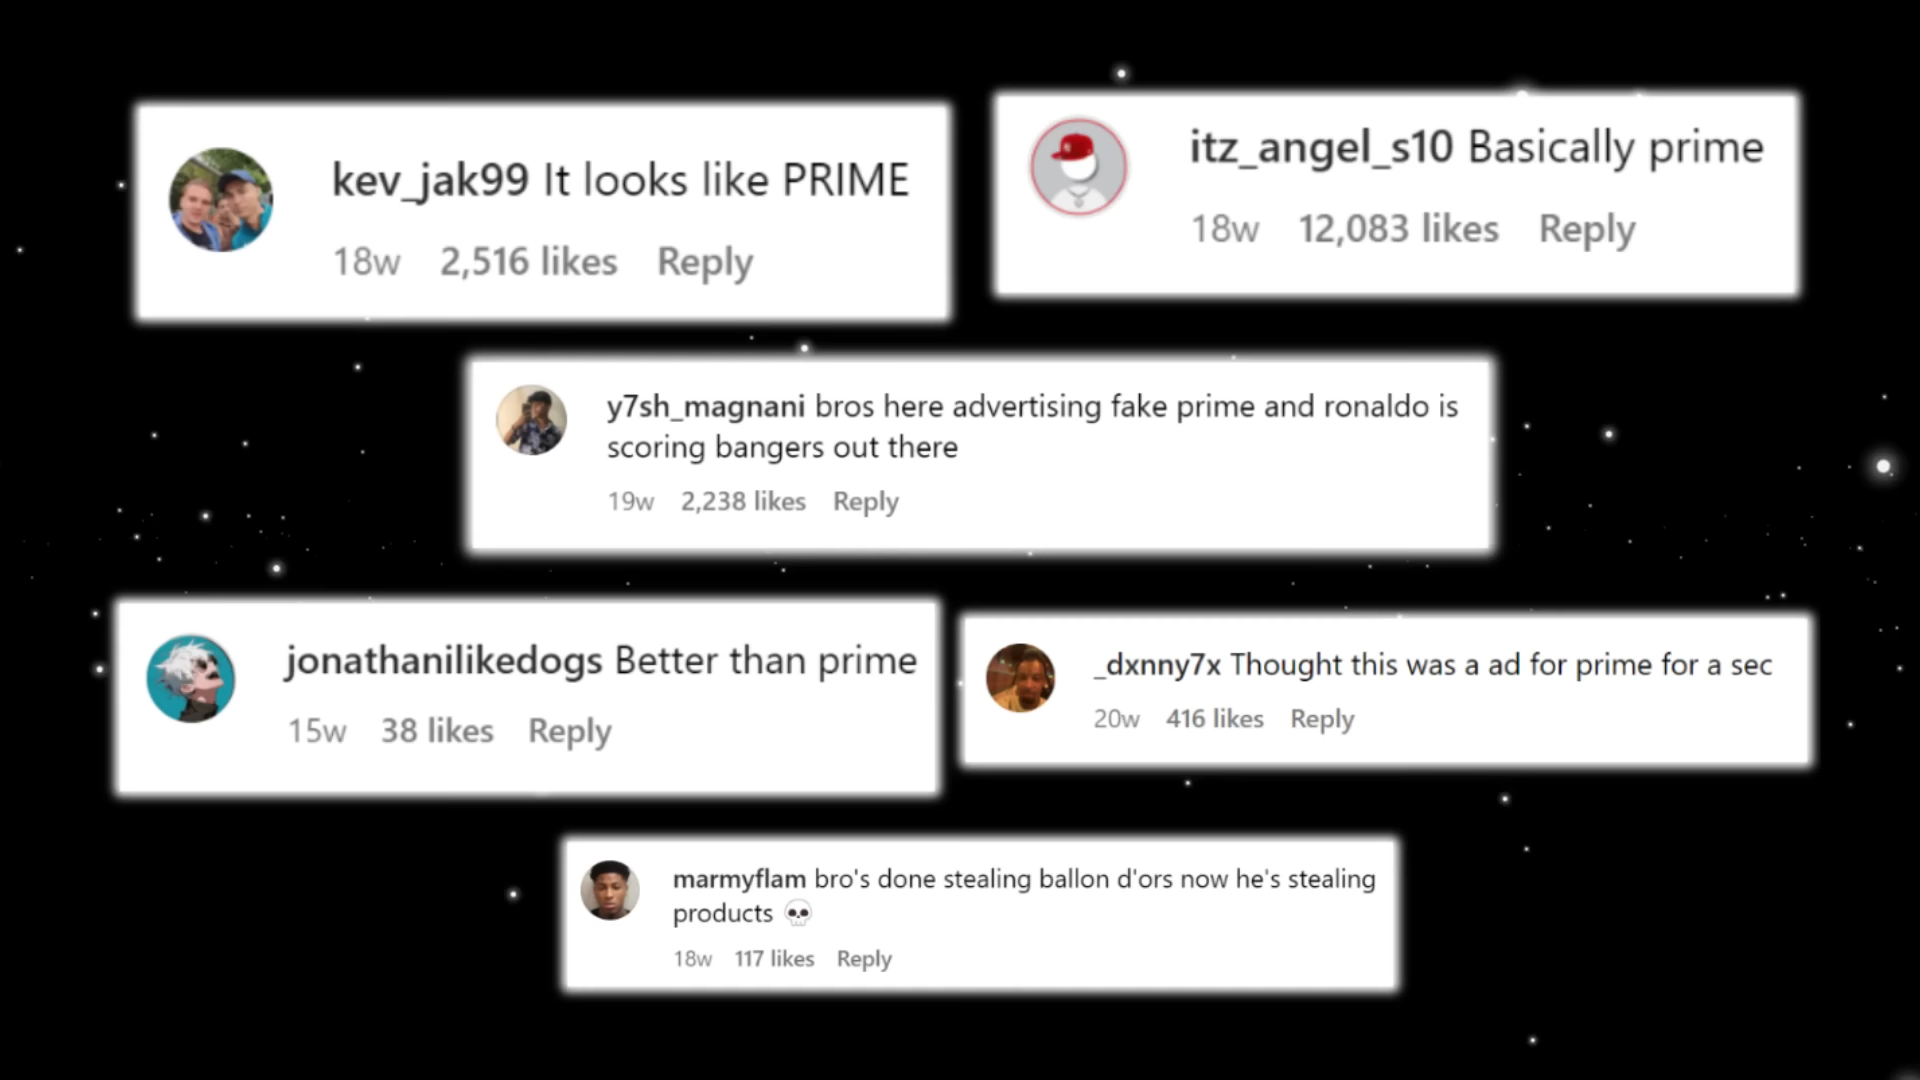 kev_jak99 It looks like PRIME
18w 2,516 likes Reply
itz_angel_s10 Basically prime
18w 12,083 likes Reply
y7sh_magnani bros here advertising fake prime and ronaldo is
scoring bangers out there
19w 2,238 likes Reply
jonathanilikedogs Better than prime
15w 38 likes Reply
_dxnny7x Thought this was a ad for prime for a sec
20w 416 likes Reply
marmyflam bro's done stealing ballon d'ors now he's stealing
products 💀
18w 117 likes Reply